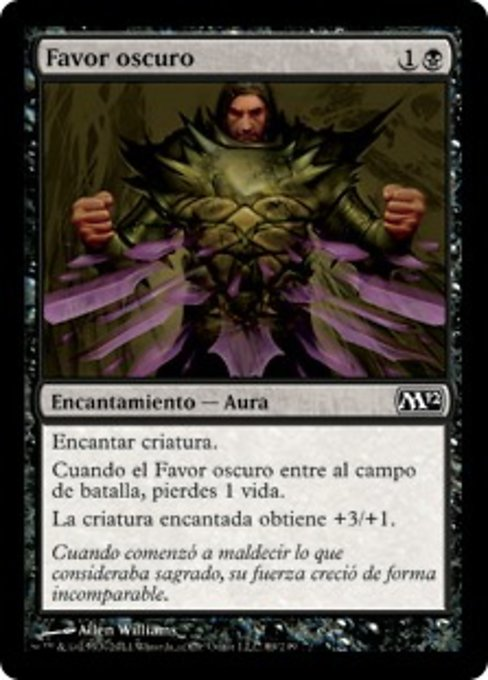 Favor oscuro 1
Encantamiento — Aura M12
Encantar criatura.
Cuando el Favor oscuro entre al campo
de batalla, pierdes 1 vida.
La criatura encantada obtiene +3/+1.
Cuando comenzó a maldecir lo que
consideraba sagrado, su fuerza creció de forma
incomparable.
Allen Williams